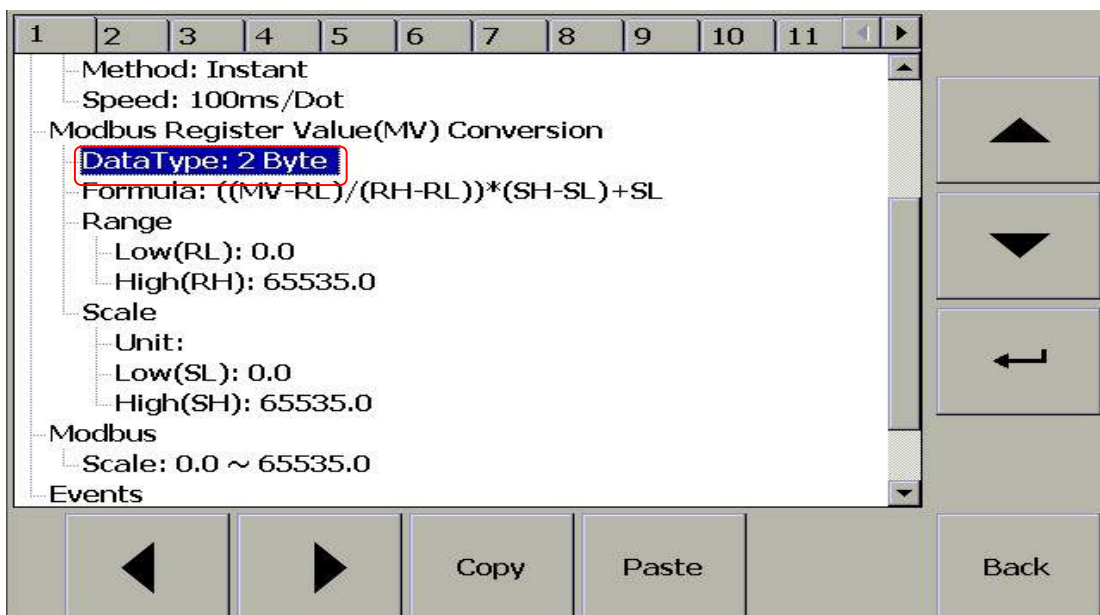 1 2 3 4 5 6 7 8 9 10 11
Method: Instant
Speed: 100ms/Dot
Modbus Register Value(MV) Conversion
DataType: 2 Byte
Formula: ((MV-RL)/(RH-RL))*(SH-SL)+SL
Range
Low(RL): 0.0
High(RH): 65535.0
Scale
Unit:
Low(SL): 0.0
High(SH): 65535.0
Modbus
Scale: 0.0 ~ 65535.0
Events
Copy Paste Back